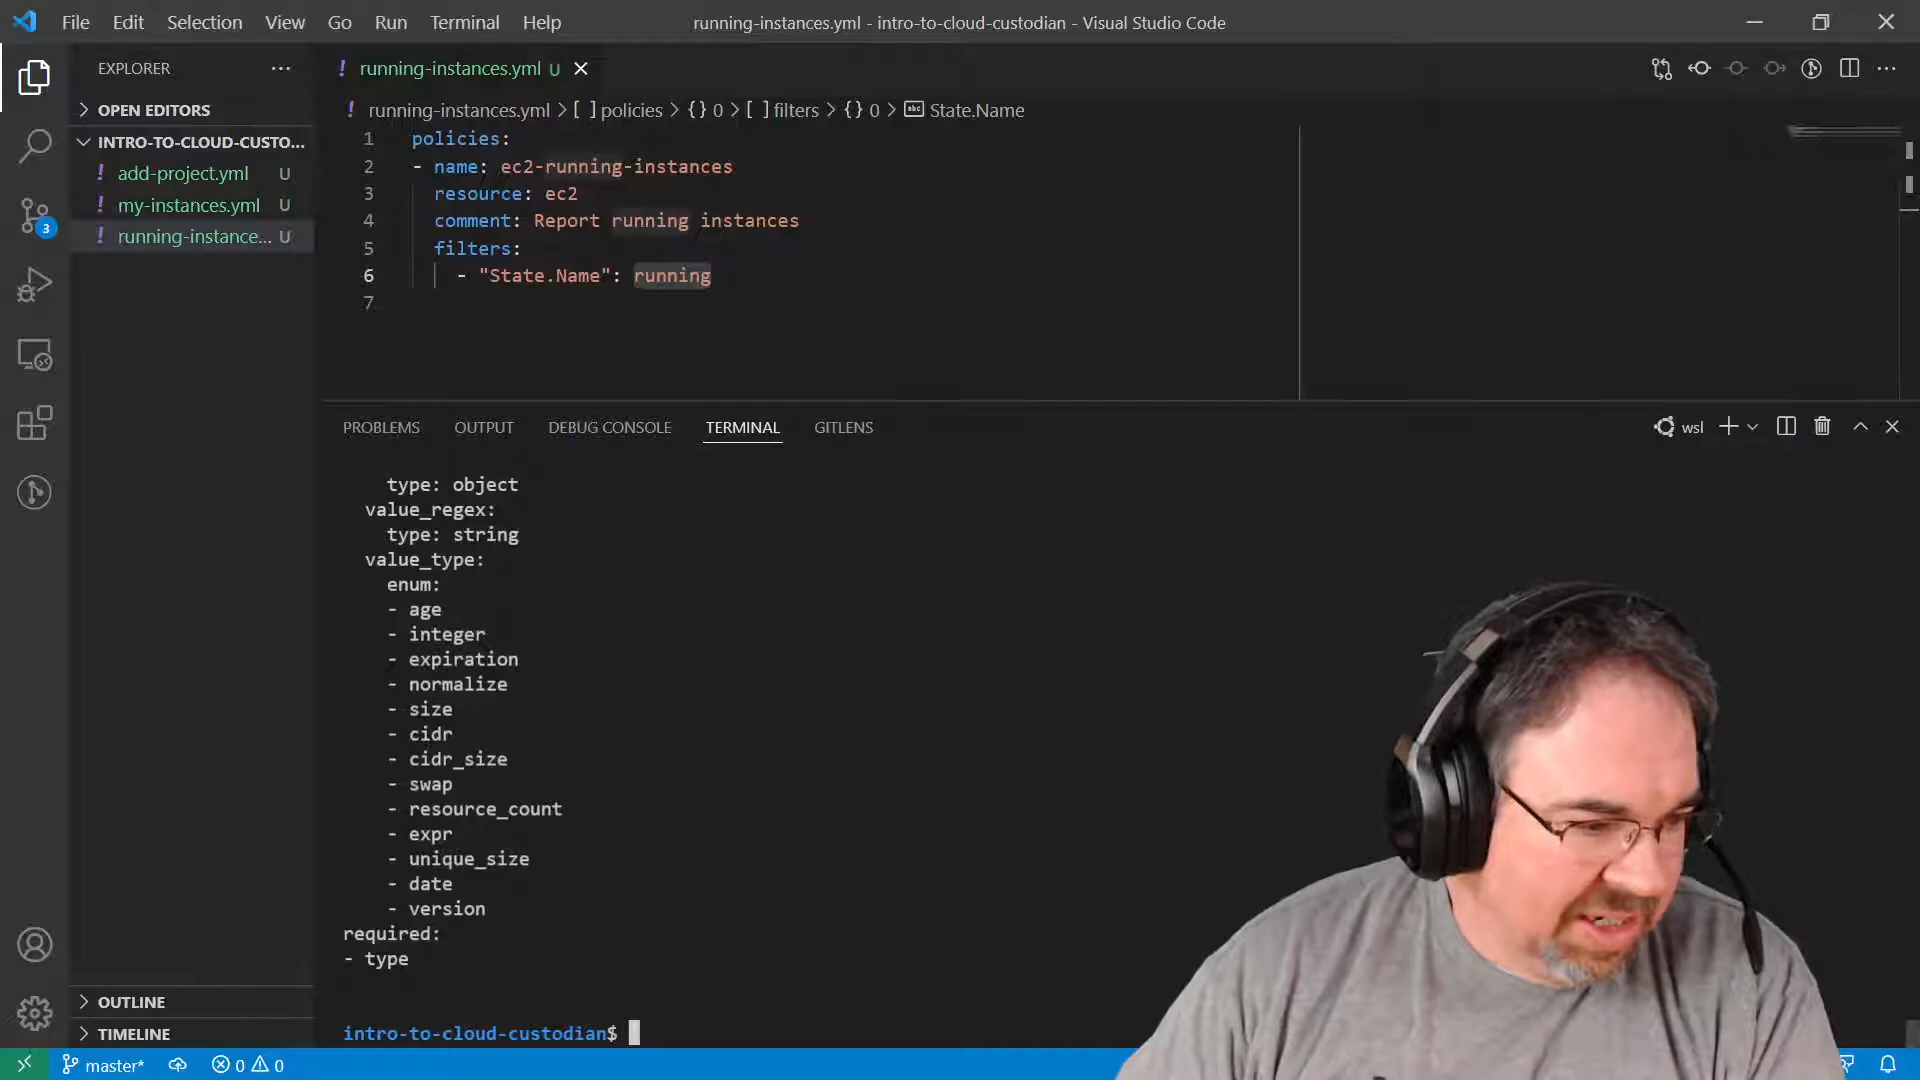 File Edit Selection View Go Run Terminal Help
running-instances.yml - intro-to-cloud-custodian - Visual Studio Code
EXPLORER
running-instances.yml U
OPEN EDITORS
running-instances.yml > [ ] policies > {} 0 > [ ] filters > {} 0 > abc State.Name
INTRO-TO-CLOUD-CUSTO...
! add-project.yml U
! my-instances.yml U
! running-instance... U
3
1 policies:
2 - name: ec2-running-instances
3 resource: ec2
4 comment: Report running instances
5 filters:
6 - "State.Name": running
7
PROBLEMS OUTPUT DEBUG CONSOLE TERMINAL GITLENS
wsl
type: object
value_regex:
type: string
value_type:
enum:
- age
- integer
- expiration
- normalize
- size
- cidr
- cidr_size
- swap
- resource_count
- expr
- unique_size
- date
- version
required:
- type
intro-to-cloud-custodian$
OUTLINE
TIMELINE
master* 0 0